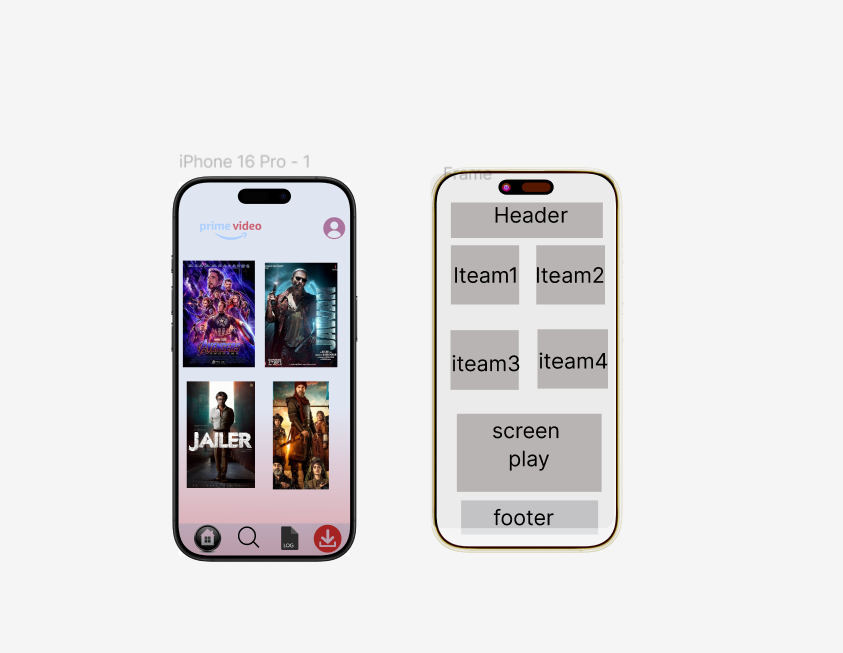 iPhone 16 Pro - 1
prime video
JAILER
LOG
Frame
Header
Iteam1
Iteam2
iteam3
iteam4
screen
play
footer